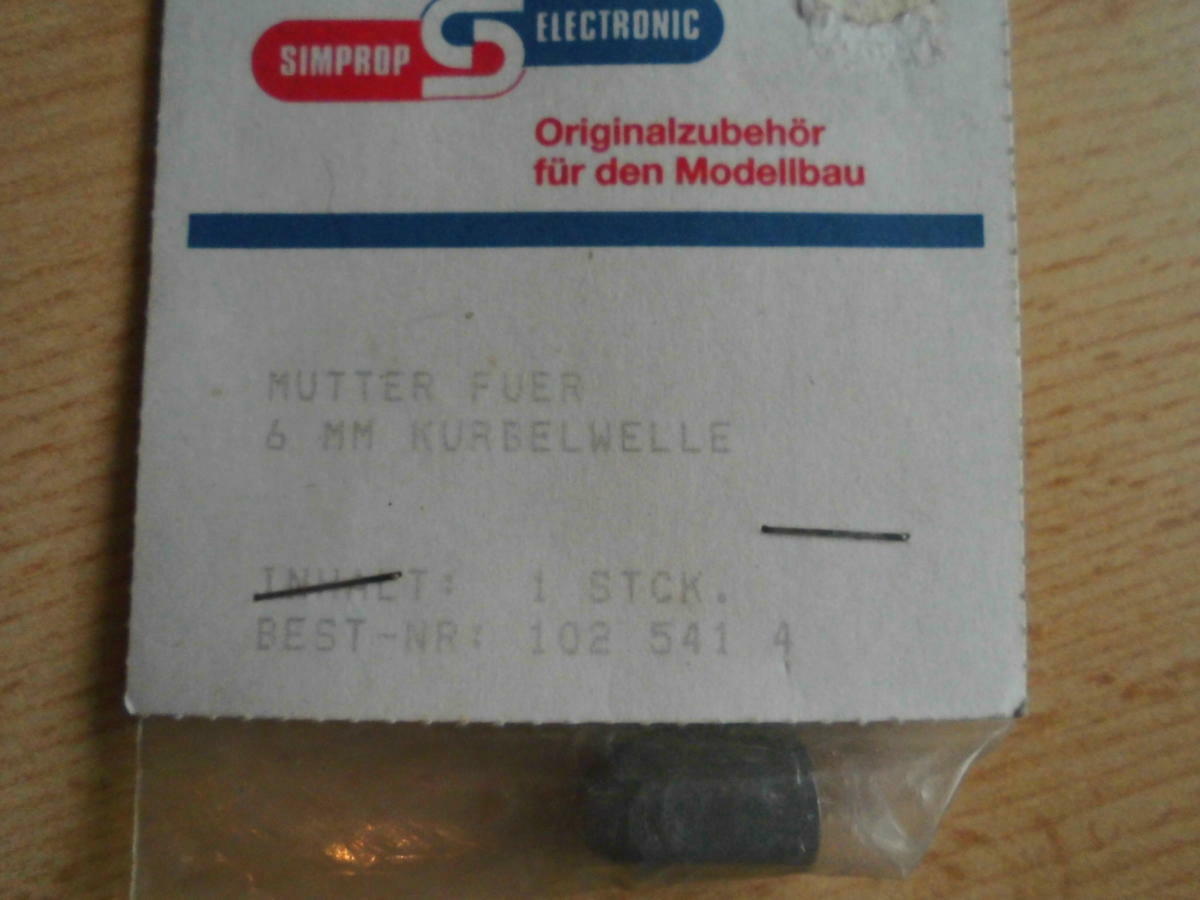 SIMPROP ELECTRONIC
Originalzubehör
für den Modellbau
MUTTER FUER
6 MM KURBELWELLE
INHALT: 1 STCK.
BEST-NR: 102 541 4